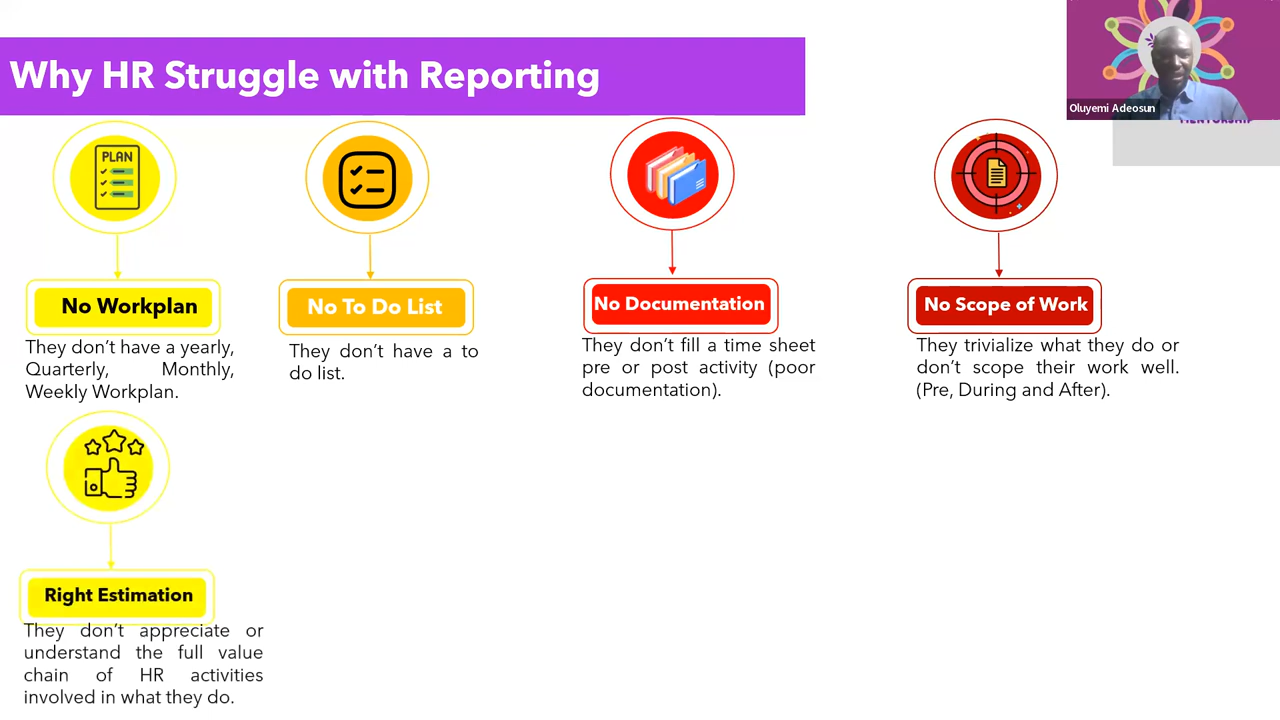 Why HR Struggle with Reporting
Oluyemi Adeosun
MENTORSHIP
PLAN
No Workplan
They don't have a yearly,
Quarterly, Monthly,
Weekly Workplan.
No To Do List
They don't have a to
do list.
No Documentation
They don't fill a time sheet
pre or post activity (poor
documentation).
No Scope of Work
They trivialize what they do or
don't scope their work well.
(Pre, During and After).
Right Estimation
They don't appreciate or
understand the full value
chain of HR activities
involved in what they do.